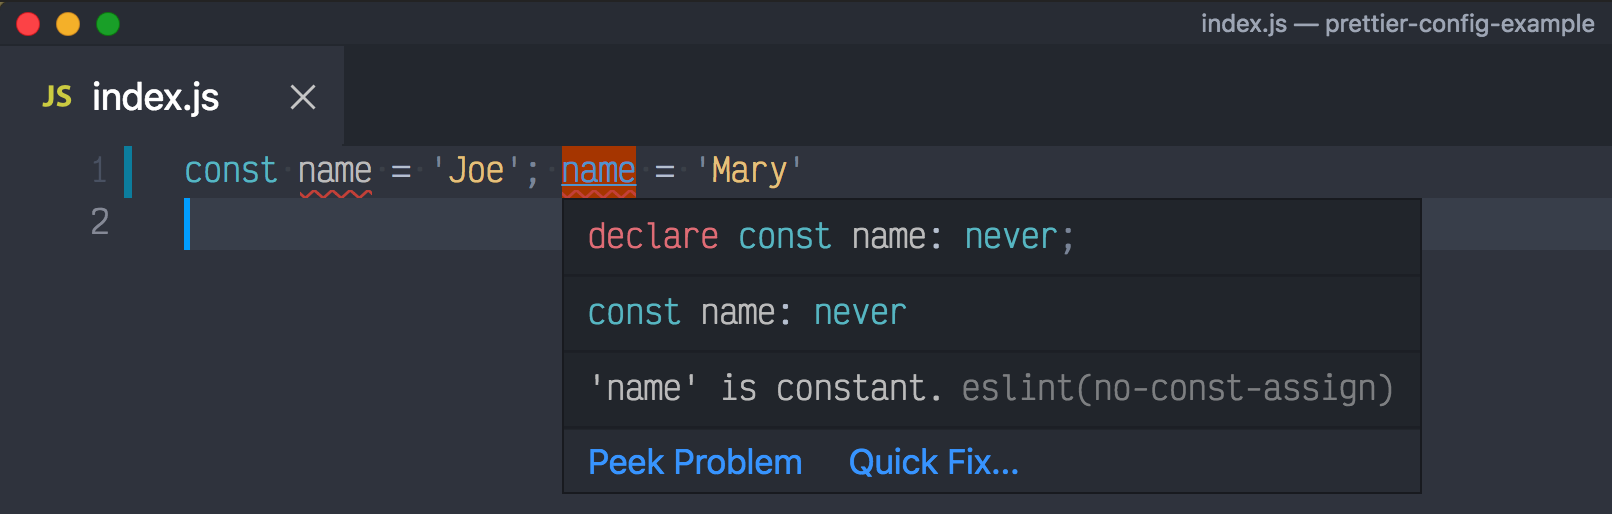 index.js — prettier-config-example
JS index.js
1 const name = 'Joe'; name = 'Mary'
2
declare const name: never;
const name: never
'name' is constant. eslint(no-const-assign)
Peek Problem Quick Fix...